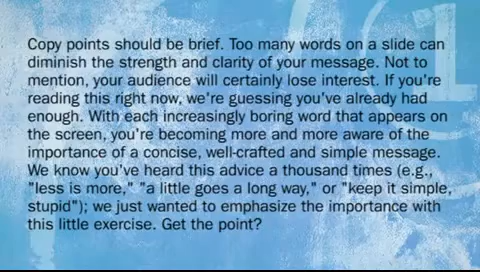 Copy points should be brief. Too many words on a slide can
diminish the strength and clarity of your message. Not to
mention, your audience will certainly lose interest. If you're
reading this right now, we're guessing you've already had
enough. With each increasingly boring word that appears on
the screen, you're becoming more and more aware of the
importance of a concise, well-crafted and simple message.
We know you've heard this advice a thousand times (e.g.,
"less is more," "a little goes a long way," or "keep it simple,
stupid"); we just wanted to emphasize the importance with
this little exercise. Get the point?
1